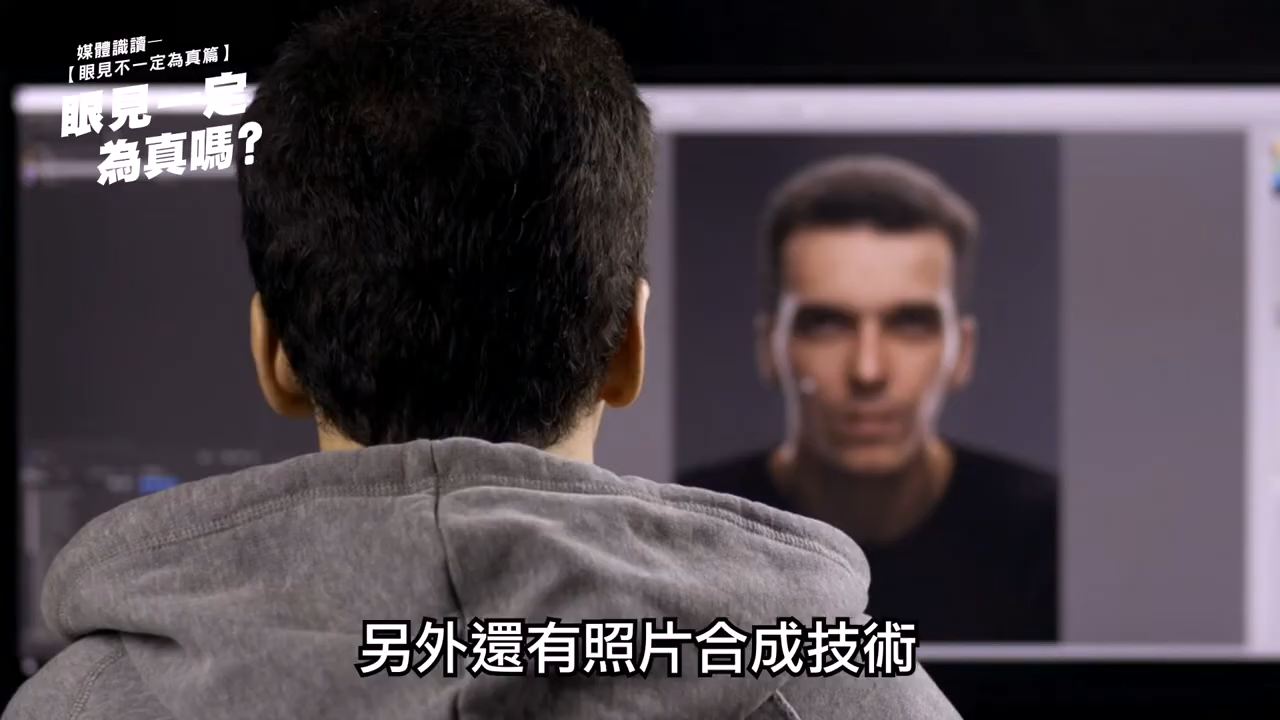 媒體識讀—
【眼見不一定為真篇】
眼見一定
為真嗎?
另外還有照片合成技術